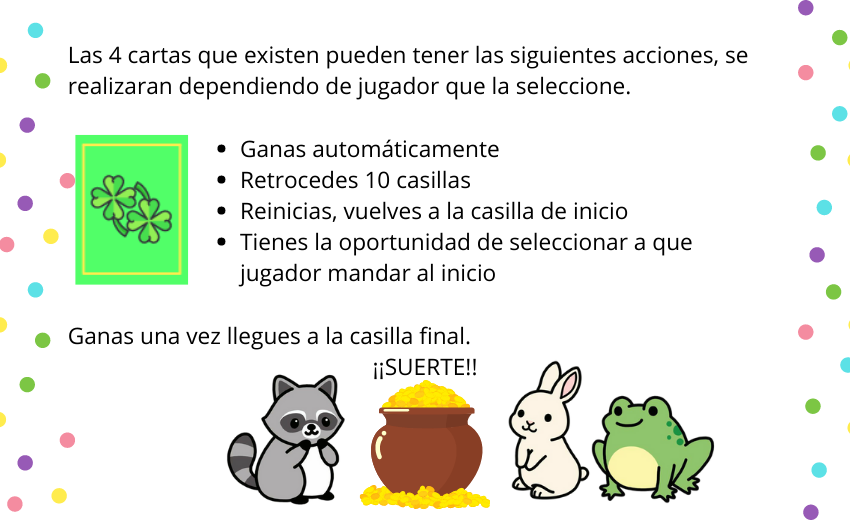 Las 4 cartas que existen pueden tener las siguientes acciones, se
realizaran dependiendo de jugador que la seleccione.
• Ganas automáticamente
• Retrocedes 10 casillas
• Reinicias, vuelves a la casilla de inicio
• Tienes la oportunidad de seleccionar a que
jugador mandar al inicio
Ganas una vez llegues a la casilla final.
¡¡SUERTE!!